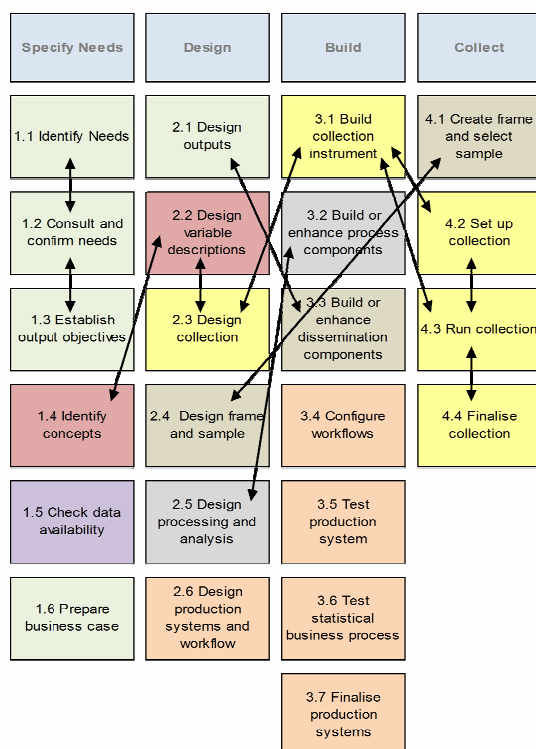 Specify Needs
Design
Build
Collect
1.1 Identify Needs
1.2 Consult and
confirm needs
1.3 Establish
output objectives
1.4 Identify
concepts
1.5 Check data
availability
1.6 Prepare
business case
2.1 Design
outputs
2.2 Design
variable
descriptions
2.3 Design
collection
2.4 Design frame
and sample
2.5 Design
processing and
analysis
2.6 Design
production
systems and
workflow
3.1 Build
collection
instrument
3.2 Build or
enhance process
components
3.3 Build or
enhance
dissemination
components
3.4 Configure
workflows
3.5 Test
production
system
3.6 Test
statistical
business process
3.7 Finalise
production
systems
4.1 Create frame
and select
sample
4.2 Set up
collection
4.3 Run collection
4.4 Finalise
collection